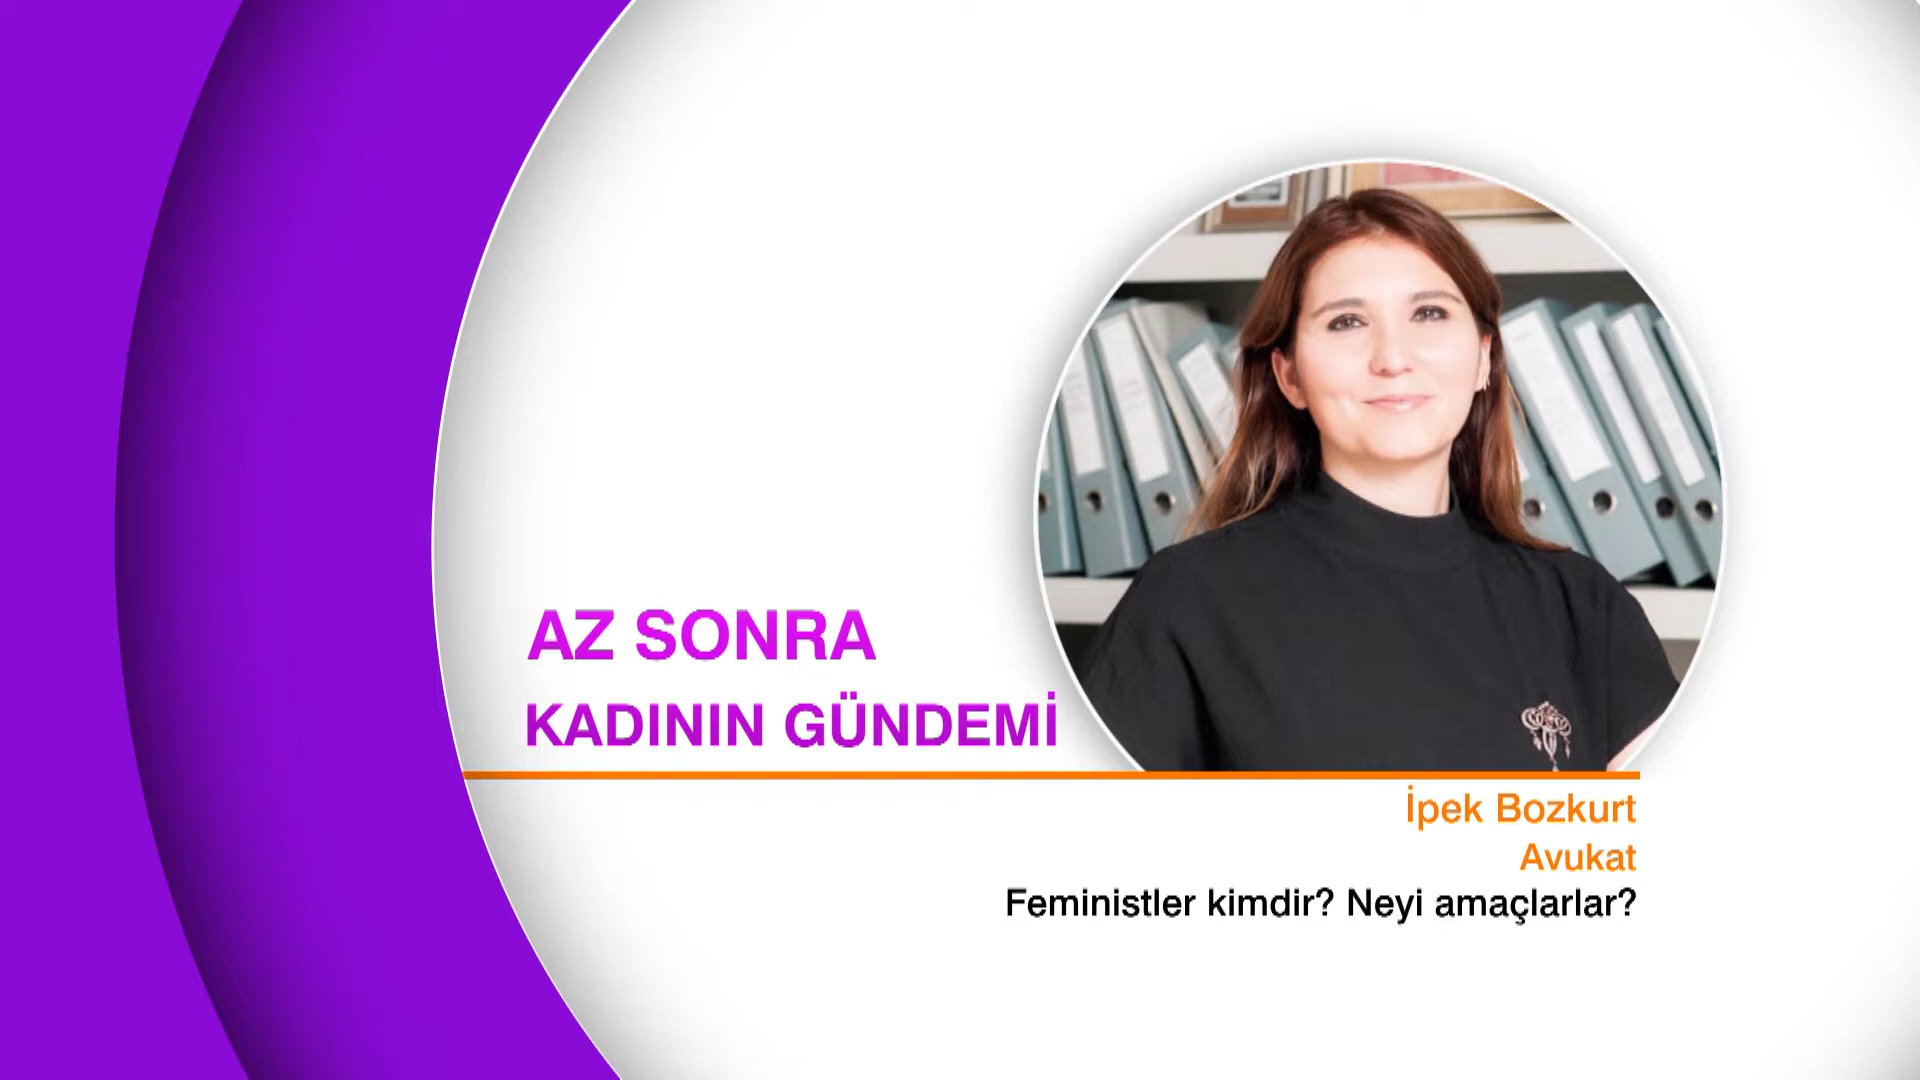 AZ SONRA
KADININ GÜNDEMİ
İpek Bozkurt
Avukat
Feministler kimdir? Neyi amaçlarlar?